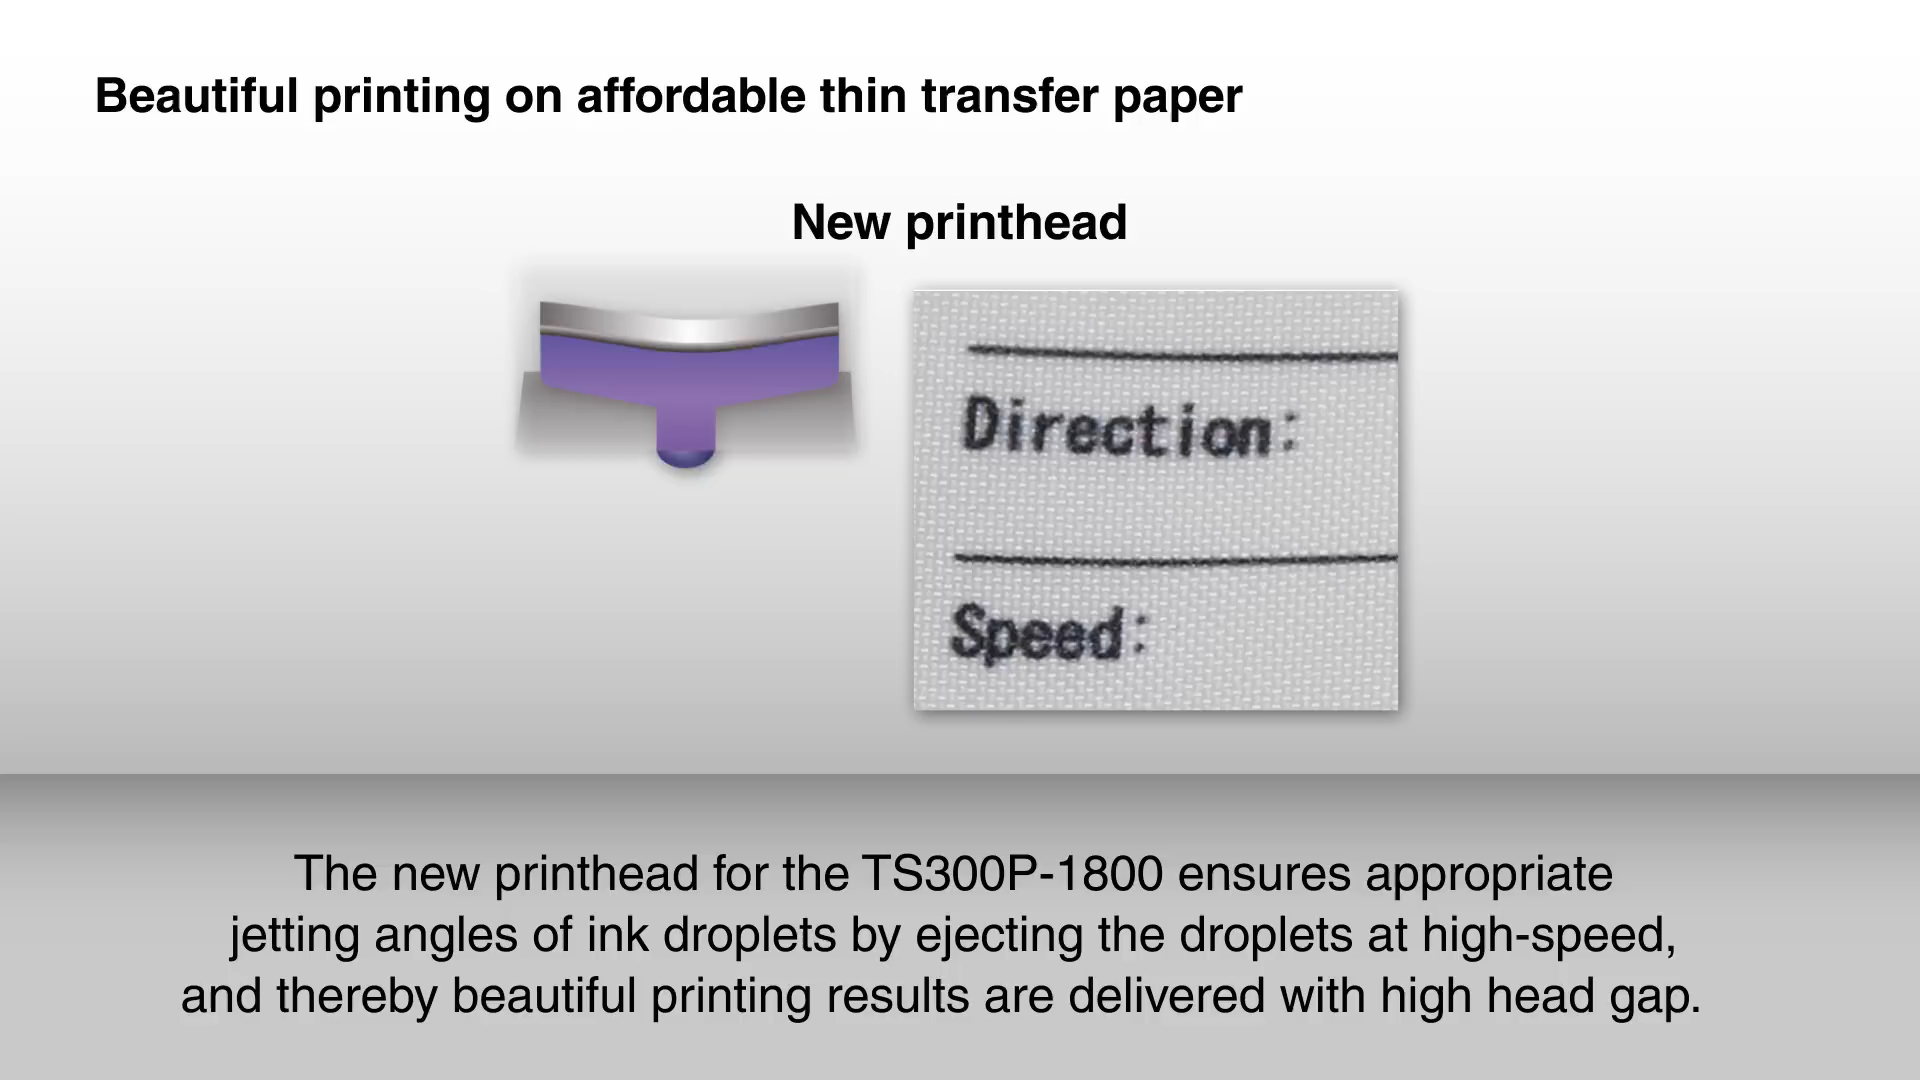 Beautiful printing on affordable thin transfer paper
New printhead
Direction:
Speed:
The new printhead for the TS300P-1800 ensures appropriate
jetting angles of ink droplets by ejecting the droplets at high-speed,
and thereby beautiful printing results are delivered with high head gap.